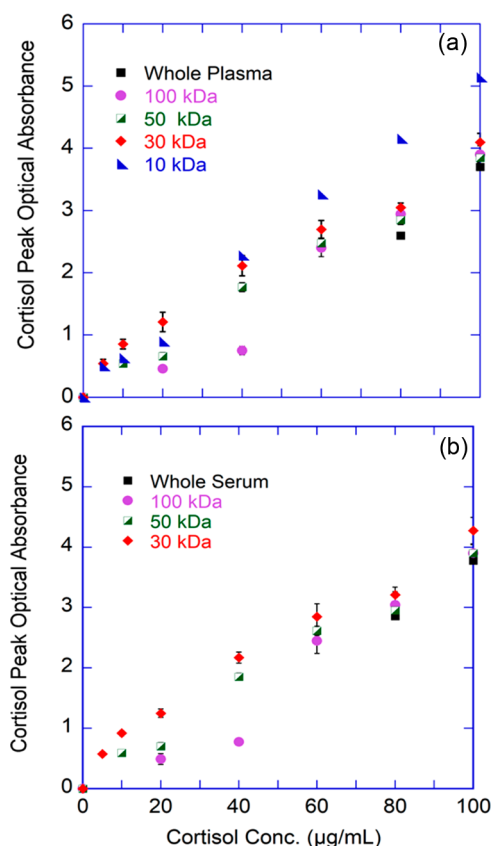 (a)
6
5
4
3
2
1
0
Cortisol Peak Optical Absorbance
Whole Plasma
100 kDa
50 kDa
30 kDa
10 kDa
(b)
6
5
4
3
2
1
0
Cortisol Peak Optical Absorbance
Whole Serum
100 kDa
50 kDa
30 kDa
0 20 40 60 80 100
Cortisol Conc. (µg/mL)